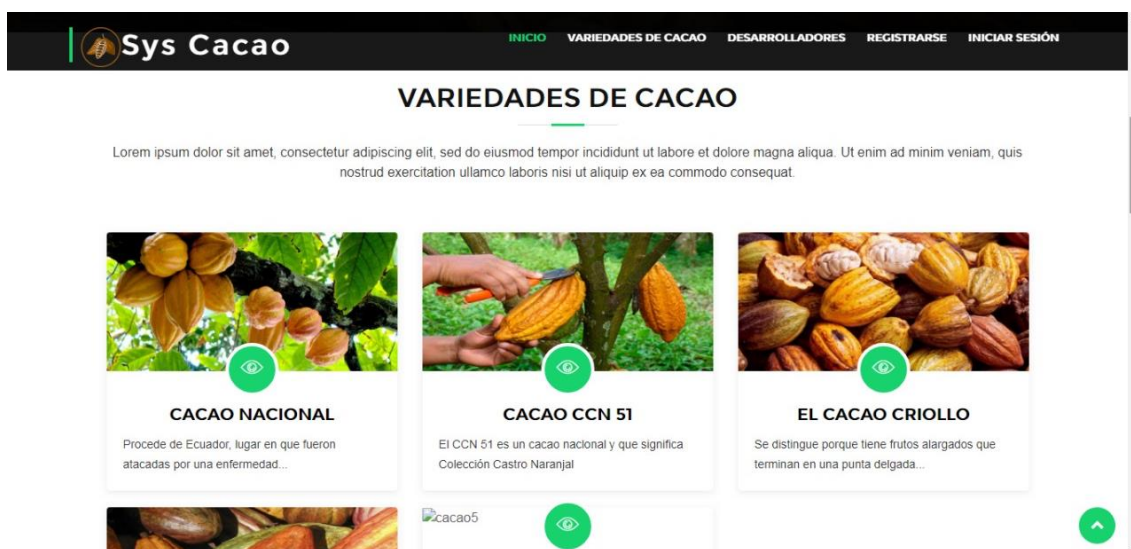 Sys Cacao
INICIO VARIEDADES DE CACAO DESARROLLADORES REGISTRARSE INICIAR SESIÓN
VARIEDADES DE CACAO
Lorem ipsum dolor sit amet, consectetur adipiscing elit, sed do eiusmod tempor incididunt ut labore et dolore magna aliqua. Ut enim ad minim veniam, quis
nostrud exercitation ullamco laboris nisi ut aliquip ex ea commodo consequat.
CACAO NACIONAL
Procede de Ecuador, lugar en que fueron
atacadas por una enfermedad...
CACAO CCN 51
El CCN 51 es un cacao nacional y que significa
Colección Castro Naranjal
EL CACAO CRIOLLO
Se distingue porque tiene frutos alargados que
terminan en una punta delgada...
cacao5